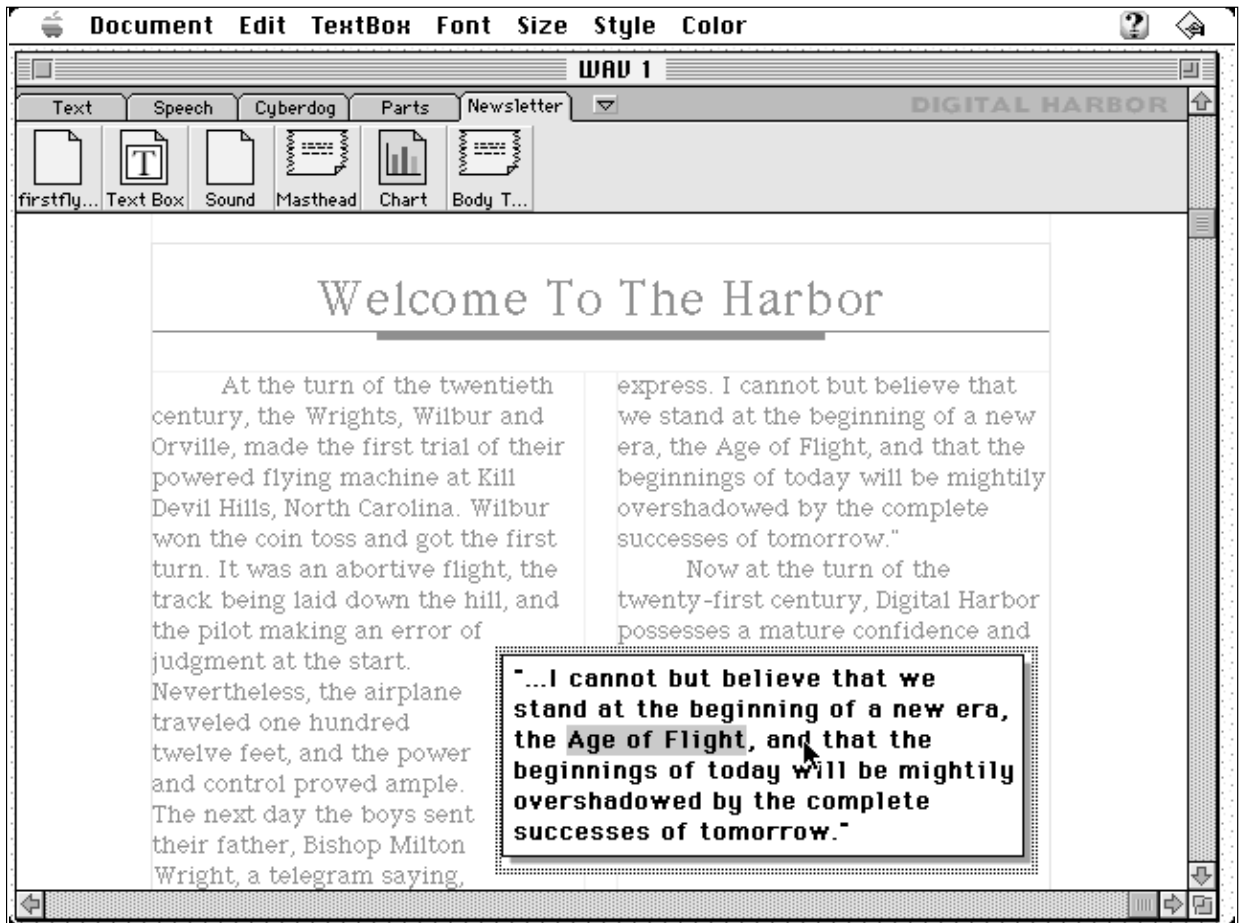 Document Edit TextBox Font Size Style Color
WAV 1
Text Speech Cyberdog Parts Newsletter DIGITAL HARBOR
firstfly... Text Box Sound Masthead Chart Body T...
Welcome To The Harbor
At the turn of the twentieth
century, the Wrights, Wilbur and
Orville, made the first trial of their
powered flying machine at Kill
Devil Hills, North Carolina. Wilbur
won the coin toss and got the first
turn. It was an abortive flight, the
track being laid down the hill, and
the pilot making an error of
judgment at the start.
Nevertheless, the airplane
traveled one hundred
twelve feet, and the power
and control proved ample.
The next day the boys sent
their father, Bishop Milton
Wright, a telegram saying,
express. I cannot but believe that
we stand at the beginning of a new
era, the Age of Flight, and that the
beginnings of today will be mightily
overshadowed by the complete
successes of tomorrow."
Now at the turn of the
twenty-first century, Digital Harbor
possesses a mature confidence and
"...I cannot but believe that we
stand at the beginning of a new era,
the Age of Flight, and that the
beginnings of today will be mightily
overshadowed by the complete
successes of tomorrow."